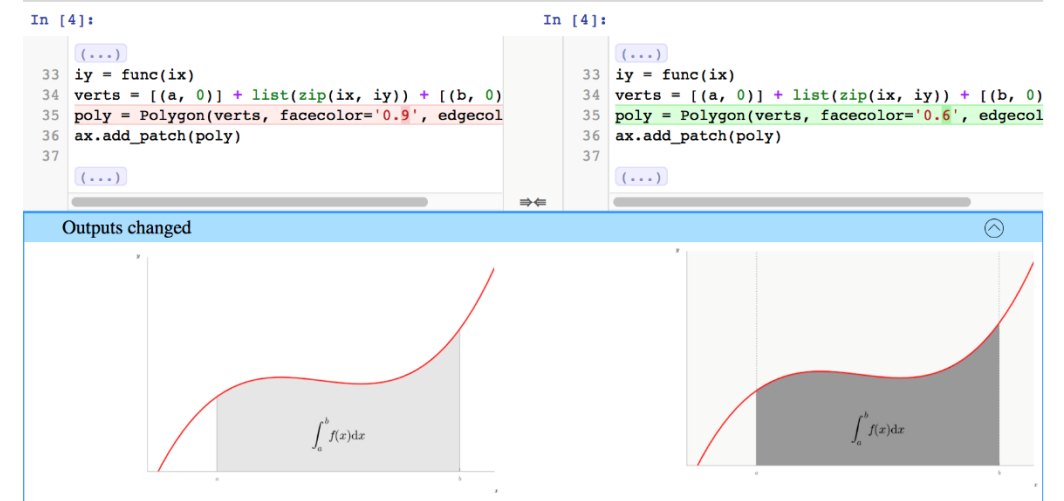 In [4]:
(...)
33 iy = func(ix)
34 verts = [(a, 0)] + list(zip(ix, iy)) + [(b, 0)
35 poly = Polygon(verts, facecolor='0.9', edgecol
36 ax.add_patch(poly)
37
(...)
In [4]:
(...)
33 iy = func(ix)
34 verts = [(a, 0)] + list(zip(ix, iy)) + [(b, 0)
35 poly = Polygon(verts, facecolor='0.6', edgecol
36 ax.add_patch(poly)
37
(...)
Outputs changed
y
∫ₐᵇ f(x)dx
a b
x
y
∫ₐᵇ f(x)dx
a b
x